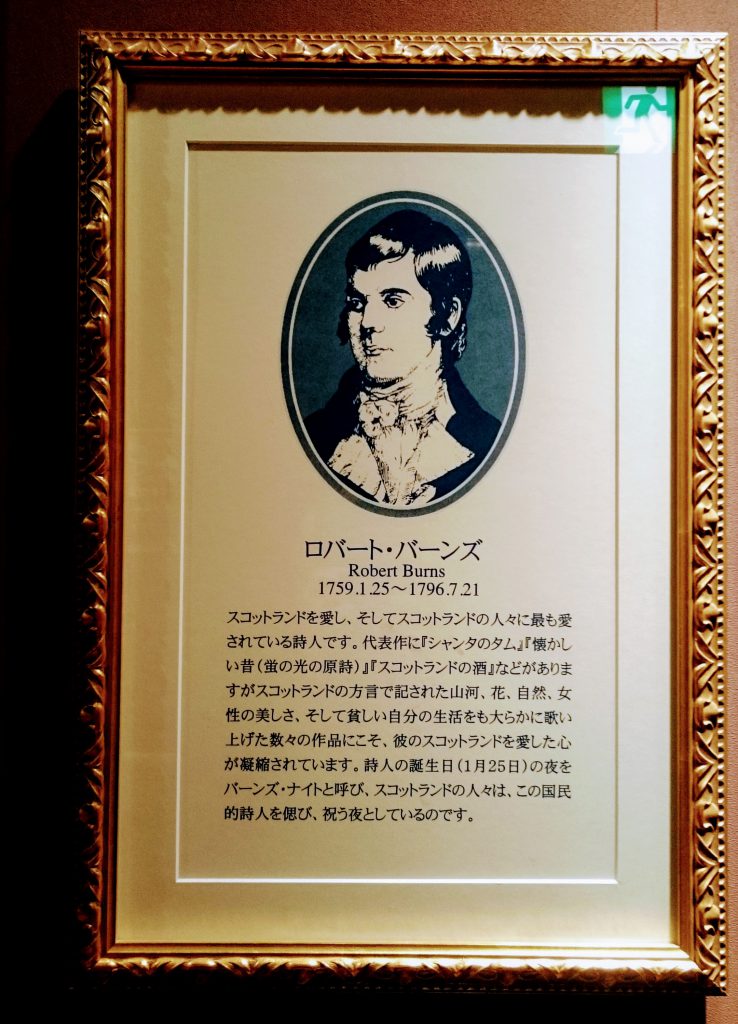 ロバート・バーンズ
Robert Burns
1759.1.25～1796.7.21
スコットランドを愛し、そしてスコットランドの人々に最も愛
されている詩人です。代表作に『シャンタのタム』『懐かし
い昔（蛍の光の原詩）』『スコットランドの酒』などがありま
すがスコットランドの方言で記された山河、花、自然、女
性の美しさ、そして貧しい自分の生活をも大らかに歌い
上げた数々の作品にこそ、彼のスコットランドを愛した心
が凝縮されています。詩人の誕生日（1月25日）の夜を
バーンズ・ナイトと呼び、スコットランドの人々は、この国民
的詩人を偲び、祝う夜としているのです。